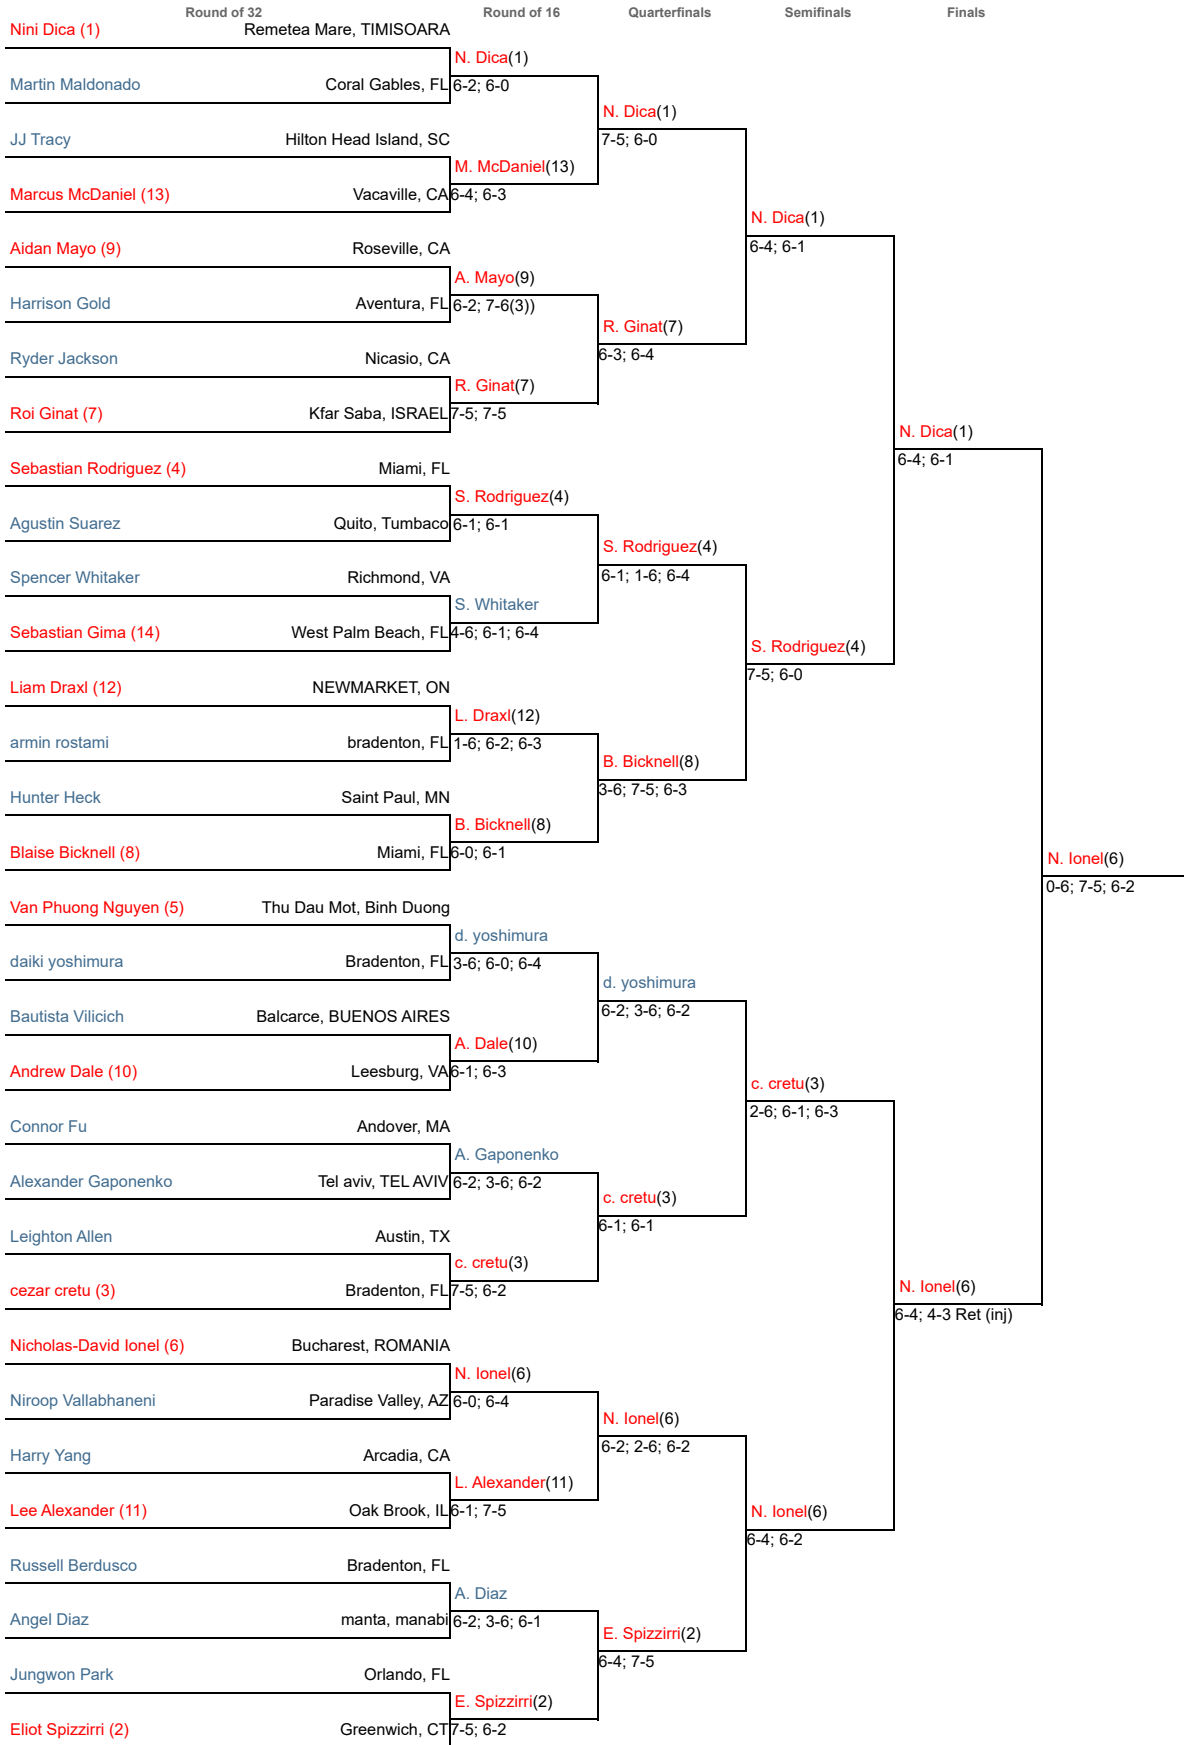 Round of 32 Round of 16 Quarterfinals Semifinals Finals
Nini Dica (1) Remetea Mare, TIMISOARA
N. Dica(1)
Martin Maldonado Coral Gables, FL 6-2; 6-0
N. Dica(1)
JJ Tracy Hilton Head Island, SC 7-5; 6-0
M. McDaniel(13)
Marcus McDaniel (13) Vacaville, CA 6-4; 6-3
N. Dica(1)
Aidan Mayo (9) Roseville, CA 6-4; 6-1
A. Mayo(9)
Harrison Gold Aventura, FL 6-2; 7-6(3))
R. Ginat(7)
Ryder Jackson Nicasio, CA 6-3; 6-4
R. Ginat(7)
Roi Ginat (7) Kfar Saba, ISRAEL 7-5; 7-5
N. Dica(1)
Sebastian Rodriguez (4) Miami, FL 6-4; 6-1
S. Rodriguez(4)
Agustin Suarez Quito, Tumbaco 6-1; 6-1
S. Rodriguez(4)
Spencer Whitaker Richmond, VA 6-1; 1-6; 6-4
S. Whitaker
Sebastian Gima (14) West Palm Beach, FL 4-6; 6-1; 6-4
S. Rodriguez(4)
Liam Draxl (12) NEWMARKET, ON 7-5; 6-0
L. Draxl(12)
armin rostami bradenton, FL 1-6; 6-2; 6-3
B. Bicknell(8)
Hunter Heck Saint Paul, MN 3-6; 7-5; 6-3
B. Bicknell(8)
Blaise Bicknell (8) Miami, FL 6-0; 6-1
N. Ionel(6)
0-6; 7-5; 6-2
Van Phuong Nguyen (5) Thu Dau Mot, Binh Duong
d. yoshimura
daiki yoshimura Bradenton, FL 3-6; 6-0; 6-4
d. yoshimura
Bautista Vilicich Balcarce, BUENOS AIRES 6-2; 3-6; 6-2
A. Dale(10)
Andrew Dale (10) Leesburg, VA 6-1; 6-3
c. cretu(3)
Connor Fu Andover, MA 2-6; 6-1; 6-3
A. Gaponenko
Alexander Gaponenko Tel aviv, TEL AVIV 6-2; 3-6; 6-2
c. cretu(3)
Leighton Allen Austin, TX 6-1; 6-1
c. cretu(3)
cezar cretu (3) Bradenton, FL 7-5; 6-2
N. Ionel(6)
6-4; 4-3 Ret (inj)
Nicholas-David Ionel (6) Bucharest, ROMANIA
N. Ionel(6)
Niroop Vallabhaneni Paradise Valley, AZ 6-0; 6-4
N. Ionel(6)
Harry Yang Arcadia, CA 6-2; 2-6; 6-2
L. Alexander(11)
Lee Alexander (11) Oak Brook, IL 6-1; 7-5
N. Ionel(6)
6-4; 6-2
Russell Berdusco Bradenton, FL
A. Diaz
Angel Diaz manta, manabi 6-2; 3-6; 6-1
E. Spizzirri(2)
Jungwon Park Orlando, FL 6-4; 7-5
E. Spizzirri(2)
Eliot Spizzirri (2) Greenwich, CT 7-5; 6-2